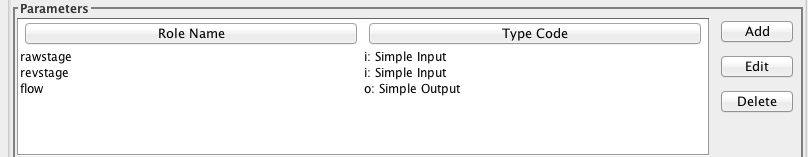 Parameters
Role Name Type Code Add
rawstage i: Simple Input
revstage i: Simple Input Edit
flow o: Simple Output
Delete